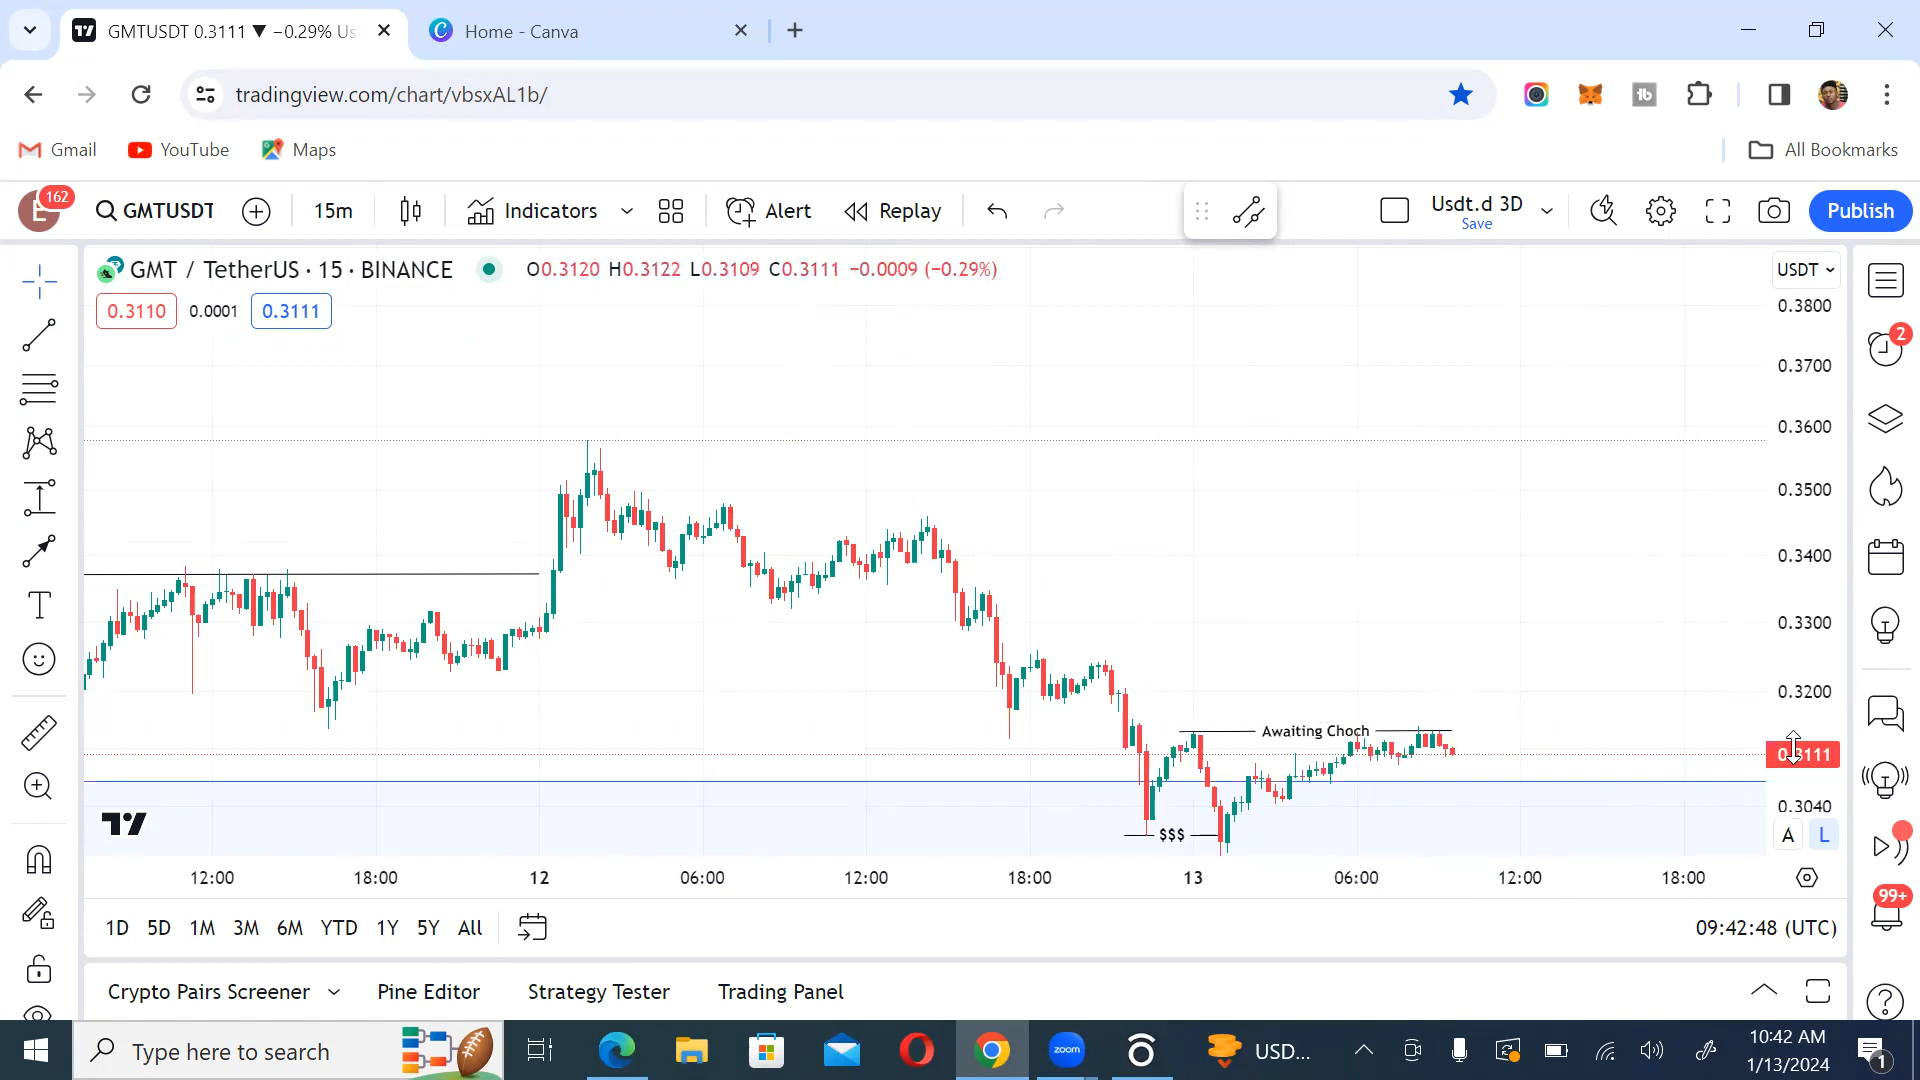 GMTUSDT 0.3111 ▼ −0.29% Us
Home - Canva
tradingview.com/chart/vbsxAL1b/
Gmail
YouTube
Maps
All Bookmarks
E
162
GMTUSDT
15m
Indicators
Alert
Replay
Usdt.d 3D
Save
Publish
GMT / TetherUS · 15 · BINANCE
O0.3120 H0.3122 L0.3109 C0.3111 −0.0009 (−0.29%)
USDT
0.3110
0.0001
0.3111
0.3800
0.3700
0.3600
0.3500
0.3400
0.3300
0.3200
Awaiting Choch
0.3111
0.3040
$$$
A
L
2
99+
12:00
18:00
12
06:00
12:00
18:00
13
06:00
12:00
18:00
1D
5D
1M
3M
6M
YTD
1Y
5Y
All
09:42:48 (UTC)
Crypto Pairs Screener
Pine Editor
Strategy Tester
Trading Panel
Type here to search
zoom
USD...
10:42 AM
1/13/2024
1